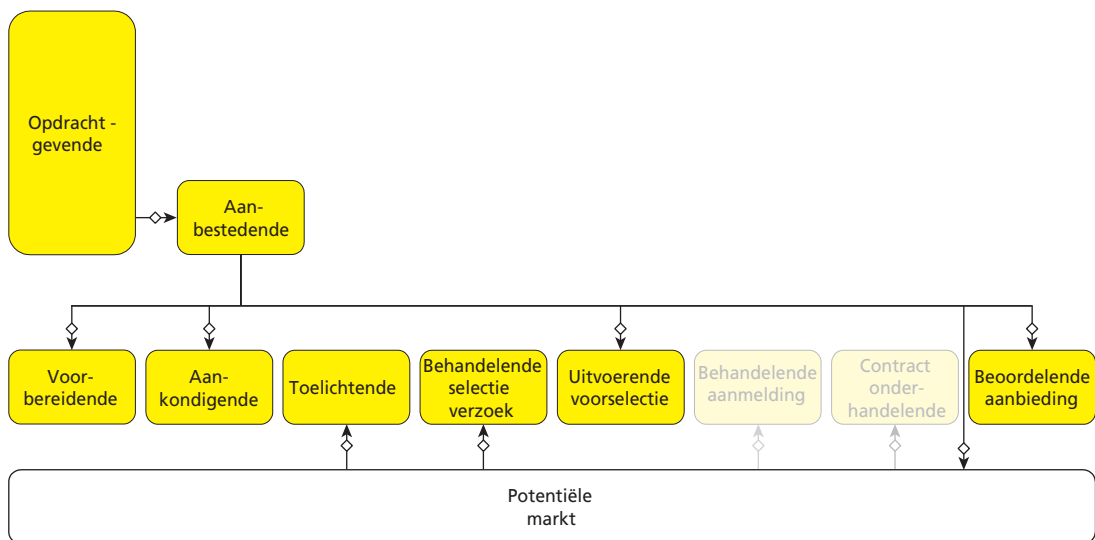 Opdracht -
gevende
Aan-
bestedende
Voor-
bereidende
Aan-
kondigende
Toelichtende
Behandelende
selectie
verzoek
Uitvoerende
voorselectie
Behandelende
aanmelding
Contract
onder-
handelende
Beoordelende
aanbieding
Potentiële
markt